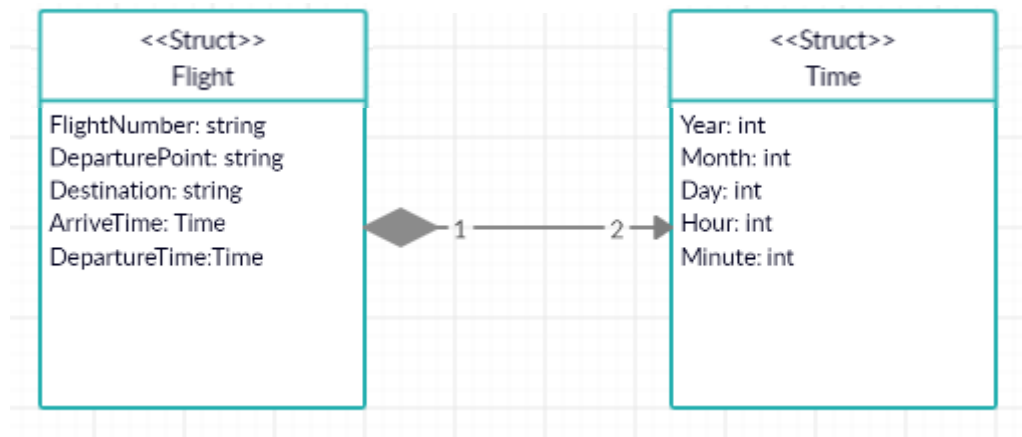 <<Struct>>
Flight
FlightNumber: string
DeparturePoint: string
Destination: string
ArriveTime: Time
DepartureTime:Time
1
2
<<Struct>>
Time
Year: int
Month: int
Day: int
Hour: int
Minute: int